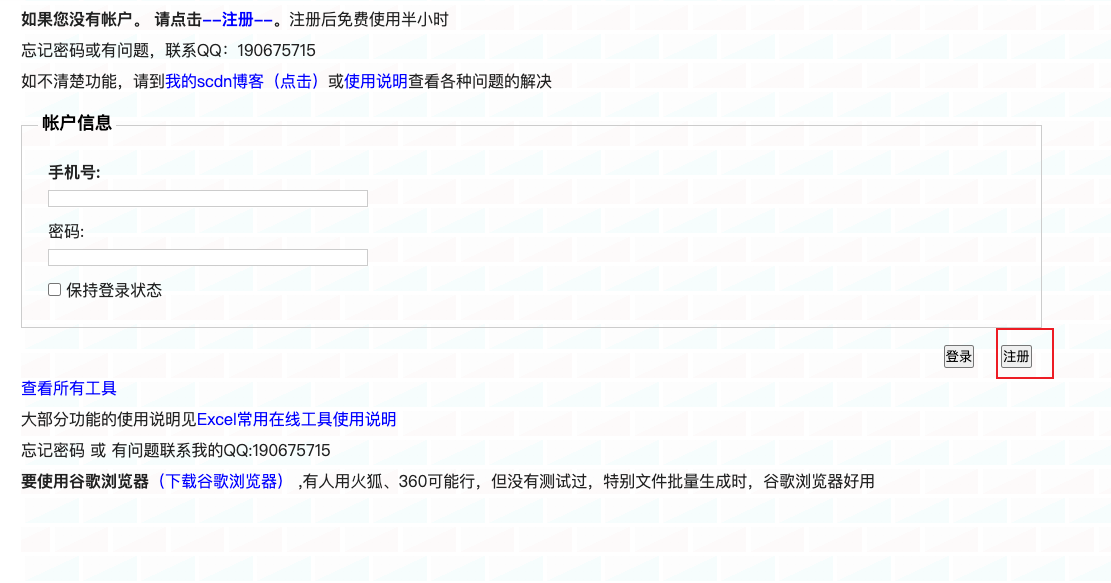 如果您没有帐户。 请点击--注册--。注册后免费使用半小时
忘记密码或有问题，联系QQ：190675715
如不清楚功能，请到我的scdn博客（点击）或使用说明查看各种问题的解决
帐户信息
手机号:
密码:
保持登录状态
登录 注册
查看所有工具
大部分功能的使用说明见Excel常用在线工具使用说明
忘记密码 或 有问题联系我的QQ:190675715
要使用谷歌浏览器（下载谷歌浏览器） ,有人用火狐、360可能行，但没有测试过，特别文件批量生成时，谷歌浏览器好用